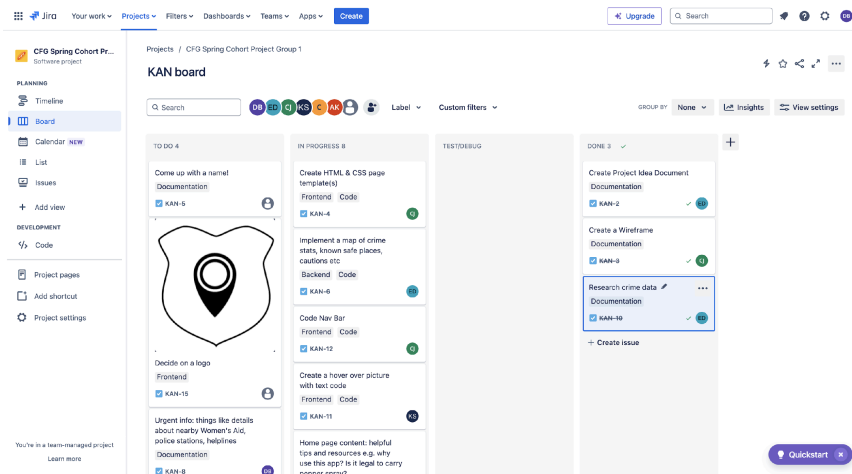 Jira
Your work
Projects
Filters
Dashboards
Teams
Apps
Create
Upgrade
Search
DB
CFG Spring Cohort Pr...
Software project
PLANNING
Timeline
Board
Calendar NEW
List
Issues
Add view
DEVELOPMENT
Code
Project pages
Add shortcut
Project settings
You're in a team-managed project
Learn more
Projects / CFG Spring Cohort Project Group 1
KAN board
Search
DB ED CJ KS C AK
Label
Custom filters
GROUP BY
None
Insights
View settings
TO DO 4
Come up with a name!
Documentation
KAN-5
Decide on a logo
Frontend
KAN-15
Urgent info: things like details
about nearby Women's Aid,
police stations, helplines
Documentation
KAN-8
DB
IN PROGRESS 8
Create HTML & CSS page
template(s)
Frontend Code
KAN-4
CJ
Implement a map of crime
stats, known safe places,
cautions etc
Backend Code
KAN-6
ED
Code Nav Bar
Frontend Code
KAN-12
CJ
Create a hover over picture
with text code
Frontend Code
KAN-11
KS
Home page content: helpful
tips and resources e.g. why
use this app? Is it legal to carry
pepper spray?
TEST/DEBUG
DONE 3
Create Project Idea Document
Documentation
KAN-2
ED
Create a Wireframe
Documentation
KAN-3
CJ
Research crime data
Documentation
KAN-10
ED
+ Create issue
Quickstart